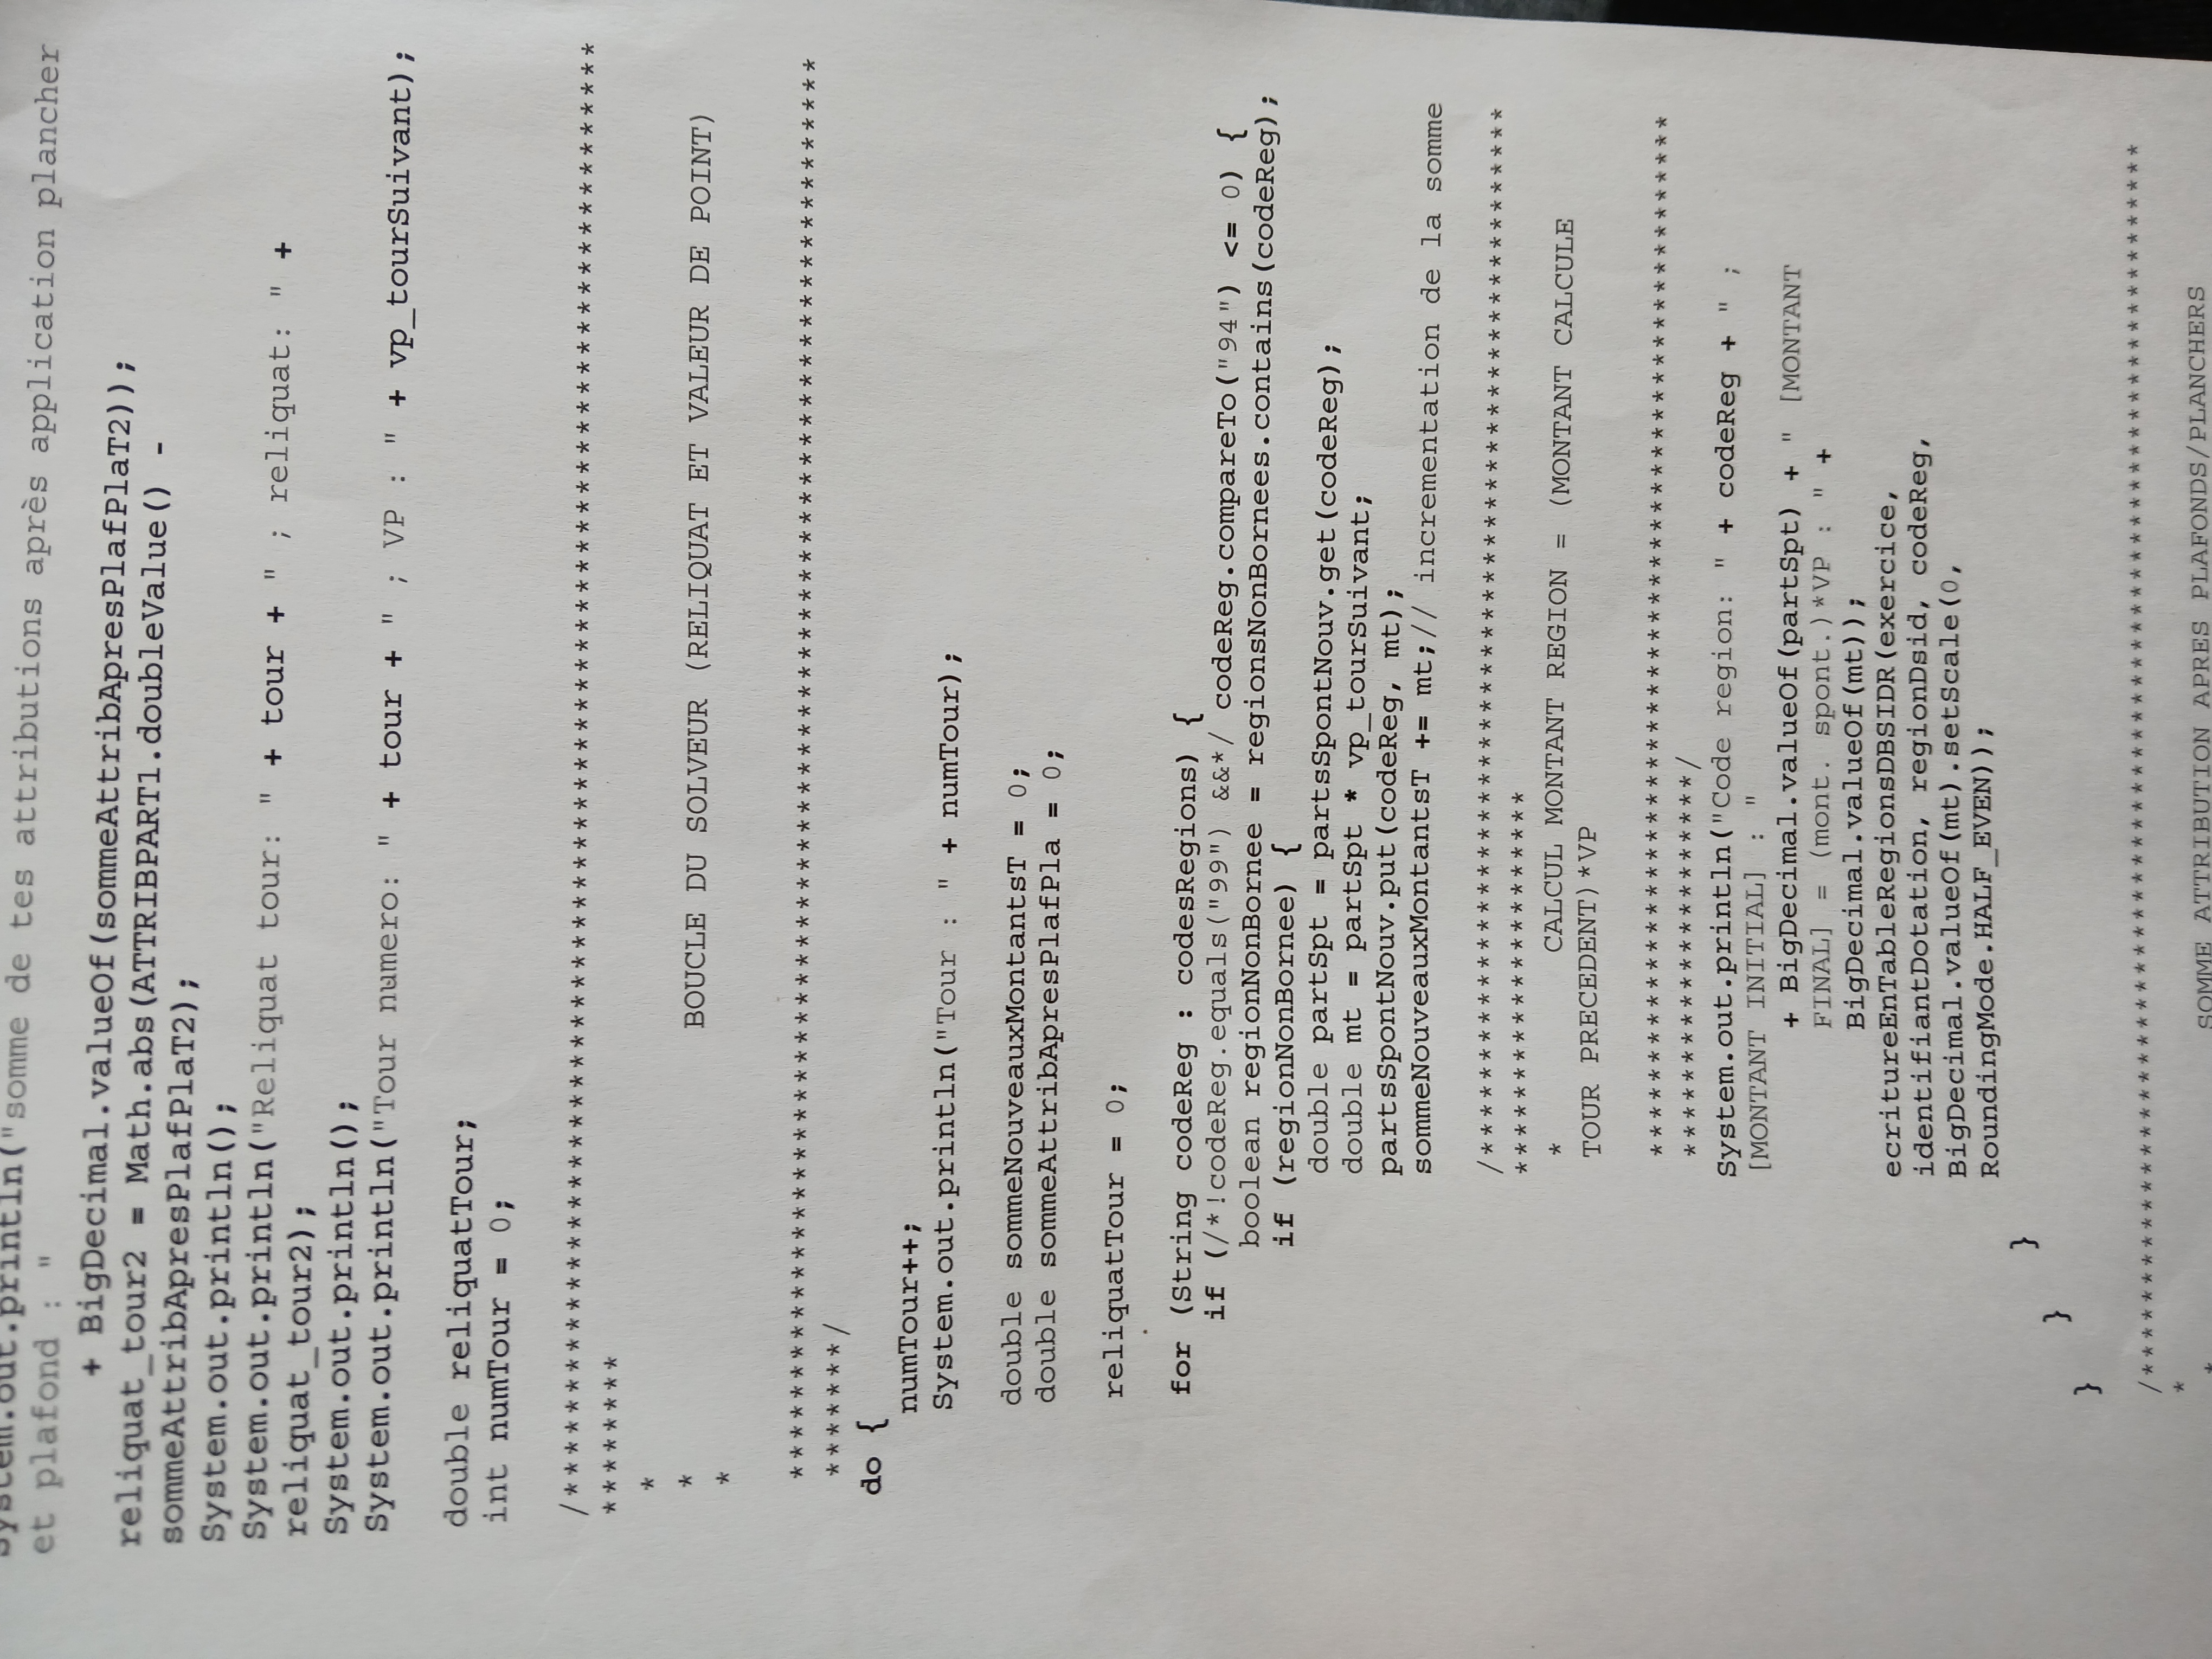 System.out.println("somme de tes attributions après application plancher
et plafond : "
+ BigDecimal.valueOf(sommeAttribApresPlafPlaT2));
reliquat_tour2 = Math.abs(ATTRIBPART1.doubleValue() -
sommeAttribApresPlafPlaT2);
System.out.println();
System.out.println("Reliquat tour: " + tour + " ; reliquat: " +
reliquat_tour2);
System.out.println();
System.out.println("Tour numero: " + tour + " ; VP : " + vp_tourSuivant);
double reliquatTour;
int numTour = 0;
/**************************************************************************
********
*
* BOUCLE DU SOLVEUR (RELIQUAT ET VALEUR DE POINT)
*
**************************************************************************
*******/
do {
numTour++;
System.out.println("Tour : " + numTour);
double sommeNouveauxMontantsT = 0;
double sommeAttribApresPlafPla = 0;
reliquatTour = 0;
for (String codeReg : codesRegions) {
if (/*!codeReg.equals("99") &&*/ codeReg.compareTo("94") <= 0) {
boolean regionNonBornee = regionsNonBornees.contains(codeReg);
if (regionNonBornee) {
double partSpt = partsSpontNouv.get(codeReg);
double mt = partSpt * vp_tourSuivant;
partsSpontNouv.put(codeReg, mt);
sommeNouveauxMontantsT += mt;// incrementation de la somme
/*********************************************************
*********************
* CALCUL MONTANT REGION = (MONTANT CALCULE
TOUR PRECEDENT)*VP
*********************************************************
*********************/
System.out.println("Code region: " + codeReg + " ;
[MONTANT INITIAL] : "
+ BigDecimal.valueOf(partSpt) + " [MONTANT
FINAL] = (mont. spont.)*VP : " +
BigDecimal.valueOf(mt));
ecritureEnTableRegionsDBSIDR(exercice,
identifiantDotation, regionDsid, codeReg,
BigDecimal.valueOf(mt).setScale(0,
RoundingMode.HALF_EVEN));
}
}
}
/********************************************************************
*
* SOMME ATTRIBUTION APRES PLAFONDS/PLANCHERS